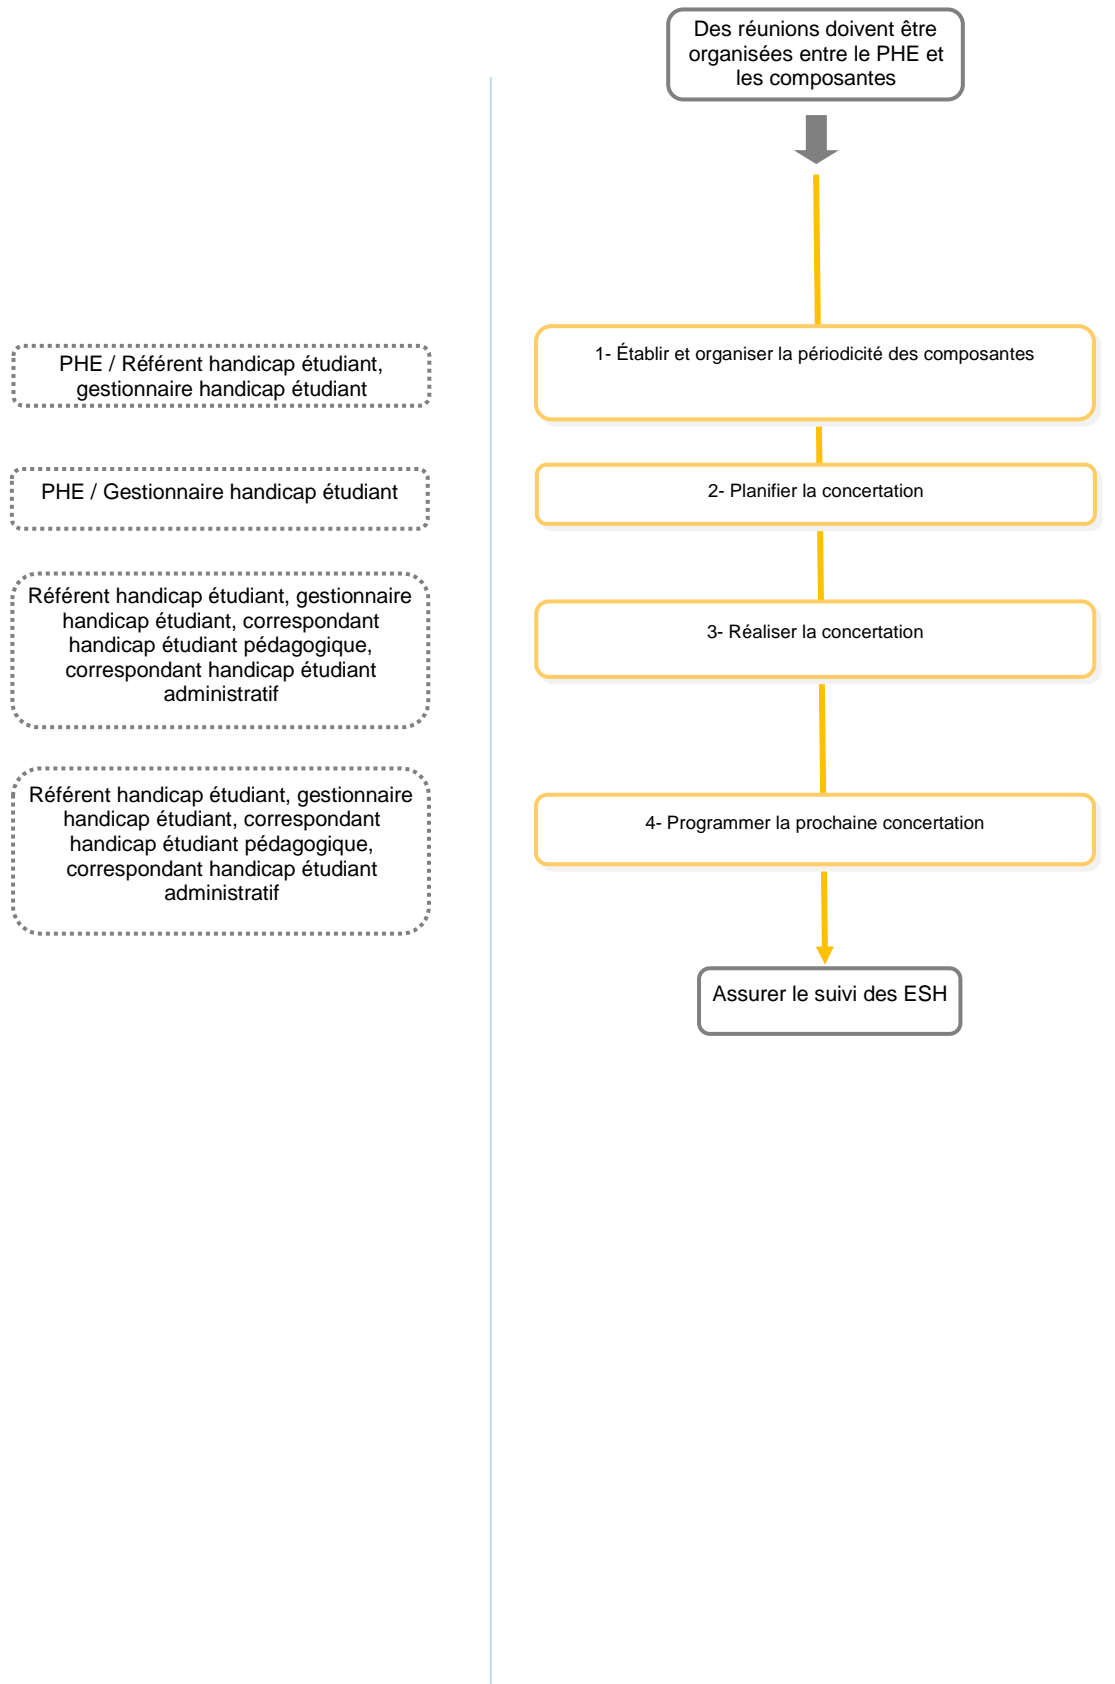 Des réunions doivent être
organisées entre le PHE et
les composantes
PHE / Référent handicap étudiant,
gestionnaire handicap étudiant
1- Établir et organiser la périodicité des composantes
PHE / Gestionnaire handicap étudiant
2- Planifier la concertation
Référent handicap étudiant, gestionnaire
handicap étudiant, correspondant
handicap étudiant pédagogique,
correspondant handicap étudiant
administratif
3- Réaliser la concertation
Référent handicap étudiant, gestionnaire
handicap étudiant, correspondant
handicap étudiant pédagogique,
correspondant handicap étudiant
administratif
4- Programmer la prochaine concertation
Assurer le suivi des ESH